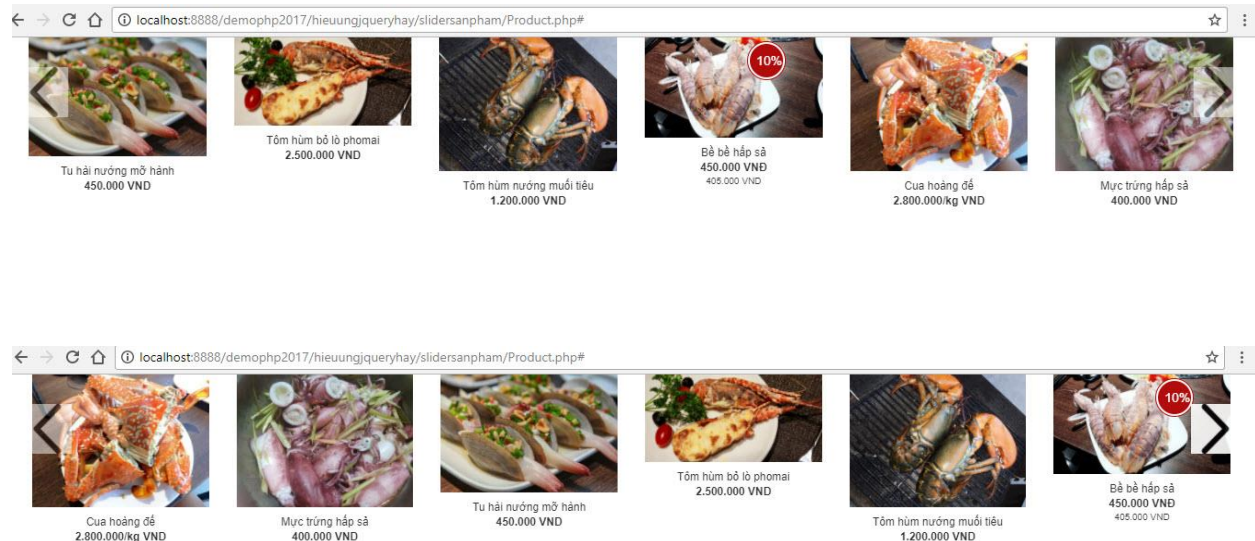 localhost:8888/demophp2017/hieuungjqueryhay/slidersanpham/Product.php#
10%
Tu hài nướng mỡ hành
450.000 VND
Tôm hùm bỏ lò phomai
2.500.000 VND
Tôm hùm nướng muối tiêu
1.200.000 VND
Bề bề hấp sả
450.000 VNĐ
405.000 VND
Cua hoàng đế
2.800.000/kg VND
Mực trứng hấp sả
400.000 VND
localhost:8888/demophp2017/hieuungjqueryhay/slidersanpham/Product.php#
10%
Cua hoàng đế
2.800.000/kg VND
Mực trứng hấp sả
400.000 VND
Tu hài nướng mỡ hành
450.000 VND
Tôm hùm bỏ lò phomai
2.500.000 VND
Tôm hùm nướng muối tiêu
1.200.000 VND
Bề bề hấp sả
450.000 VNĐ
405.000 VND